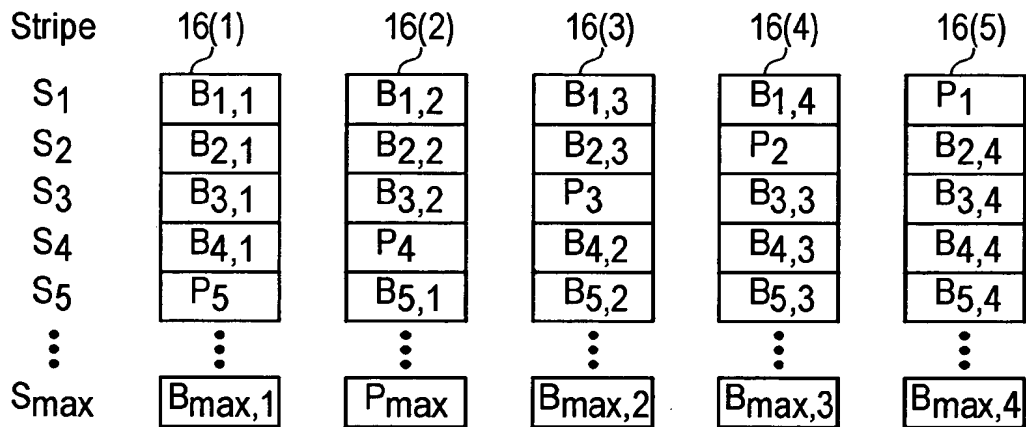 Stripe 16(1) 16(2) 16(3) 16(4) 16(5)
S1 B1,1 B1,2 B1,3 B1,4 P1
S2 B2,1 B2,2 B2,3 P2 B2,4
S3 B3,1 B3,2 P3 B3,3 B3,4
S4 B4,1 P4 B4,2 B4,3 B4,4
S5 P5 B5,1 B5,2 B5,3 B5,4
Smax Bmax,1 Pmax Bmax,2 Bmax,3 Bmax,4